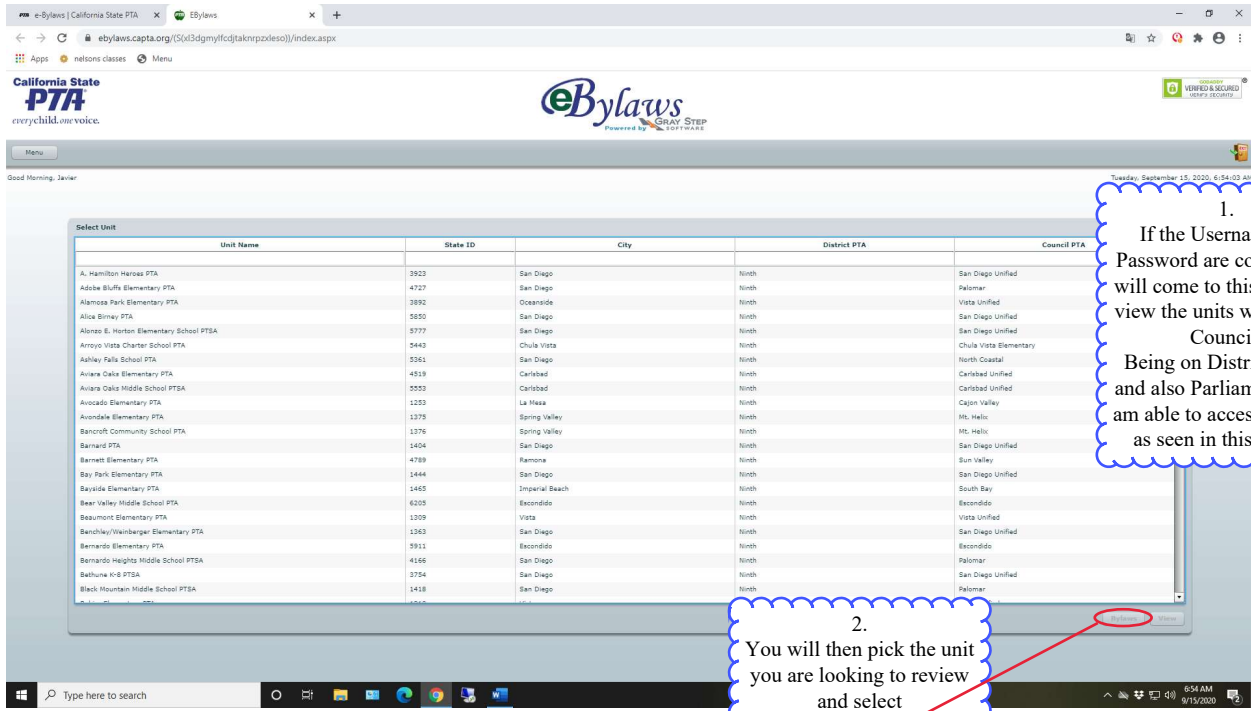 e-Bylaws | California State PTA
EBylaws
ebylaws.capta.org/(S(xl3dgmylfcdjtaknrpzxleso))/index.aspx
Apps nelsons classes Menu
California State
PTA
everychild.onevoice.
eBylaws
Powered by GRAY STEP
SOFTWARE
GODADDY
VERIFIED & SECURED
VERIFY SECURITY
Menu
Good Morning, Javier
Tuesday, September 15, 2020, 6:54:03 AM
Select Unit
Unit Name State ID City District PTA Council PTA
A. Hamilton Heroes PTA 3923 San Diego Ninth San Diego Unified
Adobe Bluffs Elementary PTA 4727 San Diego Ninth Palomar
Alamosa Park Elementary PTA 3892 Oceanside Ninth Vista Unified
Alice Birney PTA 5850 San Diego Ninth San Diego Unified
Alonzo E. Horton Elementary School PTSA 5777 San Diego Ninth San Diego Unified
Arroyo Vista Charter School PTA 5443 Chula Vista Ninth Chula Vista Elementary
Ashley Falls School PTA 5361 San Diego Ninth North Coastal
Aviara Oaks Elementary PTA 4519 Carlsbad Ninth Carlsbad Unified
Aviara Oaks Middle School PTSA 5553 Carlsbad Ninth Carlsbad Unified
Avocado Elementary PTA 1253 La Mesa Ninth Cajon Valley
Avondale Elementary PTA 1375 Spring Valley Ninth Mt. Helix
Bancroft Community School PTA 1376 Spring Valley Ninth Mt. Helix
Barnard PTA 1404 San Diego Ninth San Diego Unified
Barnett Elementary PTA 4789 Ramona Ninth Sun Valley
Bay Park Elementary PTA 1444 San Diego Ninth San Diego Unified
Bayside Elementary PTA 1465 Imperial Beach Ninth South Bay
Bear Valley Middle School PTA 6205 Escondido Ninth Escondido
Beaumont Elementary PTA 1309 Vista Ninth Vista Unified
Benchley/Weinberger Elementary PTA 1363 San Diego Ninth San Diego Unified
Bernardo Elementary PTA 5911 Escondido Ninth Escondido
Bernardo Heights Middle School PTSA 4166 San Diego Ninth Palomar
Bethune K-8 PTSA 3754 San Diego Ninth San Diego Unified
Black Mountain Middle School PTSA 1418 San Diego Ninth Palomar
Bylaws View
1.
If the Userna
Password are co
will come to this
view the units w
Counci
Being on Distri
and also Parliam
am able to acces
as seen in this
2.
You will then pick the unit
you are looking to review
and select
Type here to search
6:54 AM
9/15/2020
2